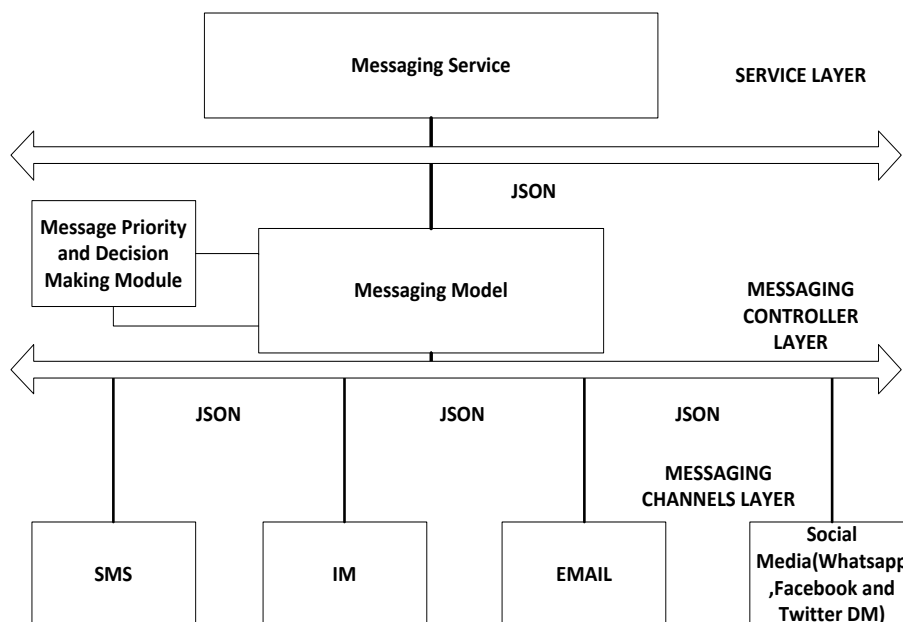 Messaging Service
SERVICE LAYER
JSON
Message Priority
and Decision
Making Module
Messaging Model
MESSAGING
CONTROLLER
LAYER
JSON
JSON
JSON
MESSAGING
CHANNELS LAYER
SMS
IM
EMAIL
Social
Media(Whatsapp
,Facebook and
Twitter DM)